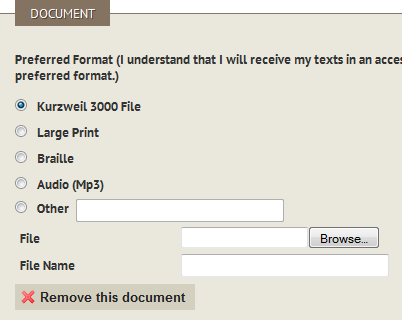 DOCUMENT
Preferred Format (I understand that I will receive my texts in an
preferred format.)
Kurzweil 3000 File
Large Print
Braille
Audio (Mp3)
Other
File
Browse...
File Name
Remove this document